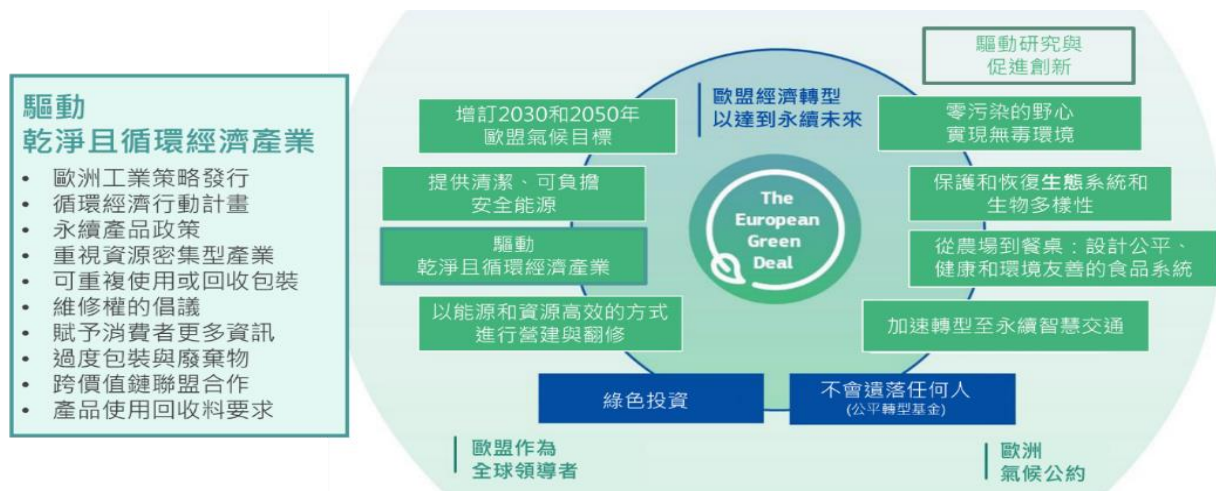 驅動
乾淨且循環經濟產業
• 歐洲工業策略發行
• 循環經濟行動計畫
• 永續產品政策
• 重視資源密集型產業
• 可重複使用或回收包裝
• 維修權的倡議
• 賦予消費者更多資訊
• 過度包裝與廢棄物
• 跨價值鏈聯盟合作
• 產品使用回收料要求
歐盟經濟轉型
以達到永續未來
驅動研究與
促進創新
增訂2030和2050年
歐盟氣候目標
零污染的野心
實現無毒環境
提供清潔、可負擔
安全能源
保護和恢復生態系統和
生物多樣性
驅動
乾淨且循環經濟產業
從農場到餐桌：設計公平、
健康和環境友善的食品系統
以能源和資源高效的方式
進行營建與翻修
加速轉型至永續智慧交通
The
European
Green
Deal
綠色投資
不會遺落任何人
(公平轉型基金)
歐盟作為
全球領導者
歐洲
氣候公約